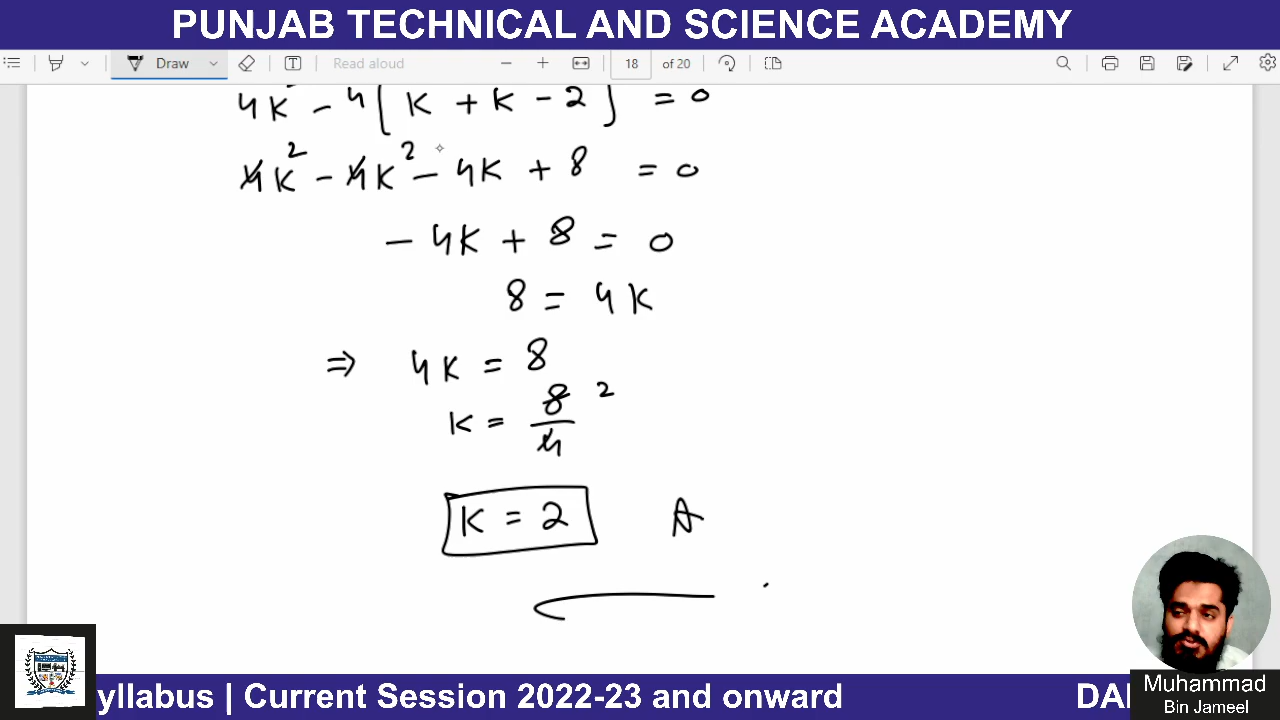 PUNJAB TECHNICAL AND SCIENCE ACADEMY
Draw Read aloud 18 of 20
4K² - 4[K + K - 2] = 0
4K² - 4K² - 4K + 8 = 0
- 4K + 8 = 0
8 = 4K
⇒ 4K = 8
K = 8/4 2
K = 2 A
yllabus | Current Session 2022-23 and onward DA
Muhammad
Bin Jameel